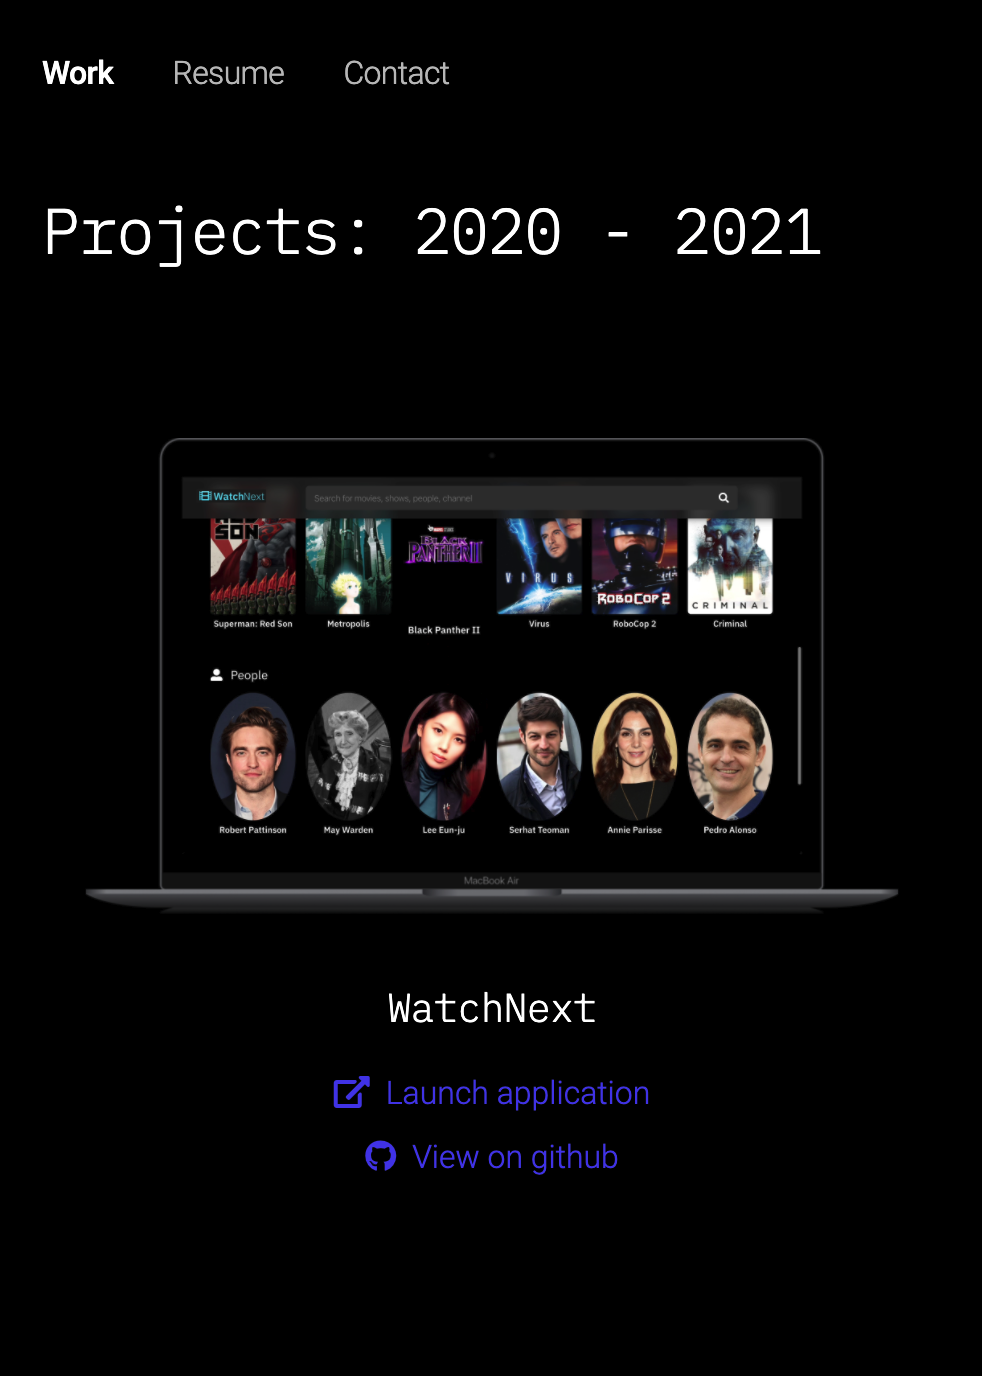 Work Resume Contact
Projects: 2020 - 2021
WatchNext Search for movies, shows, people, channel
SON
MARVEL STUDIOS
BLACK PANTHER II
VIRUS
ROBOCOP 2
CRIMINAL
Superman: Red Son Metropolis Black Panther II Virus RoboCop 2 Criminal
People
Robert Pattinson May Warden Lee Eun-ju Serhat Teoman Annie Parisse Pedro Alonso
MacBook Air
WatchNext
Launch application
View on github